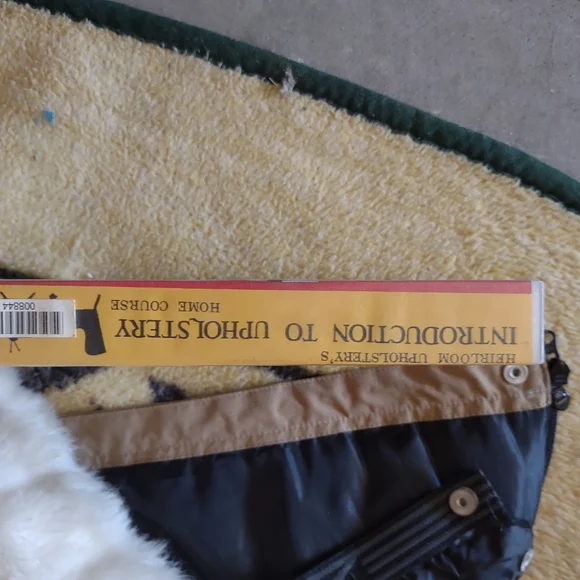 HEIRLOOM UPHOLSTERY'S
INTRODUCTION TO UPHOLSTERY
HOME COURSE
008844